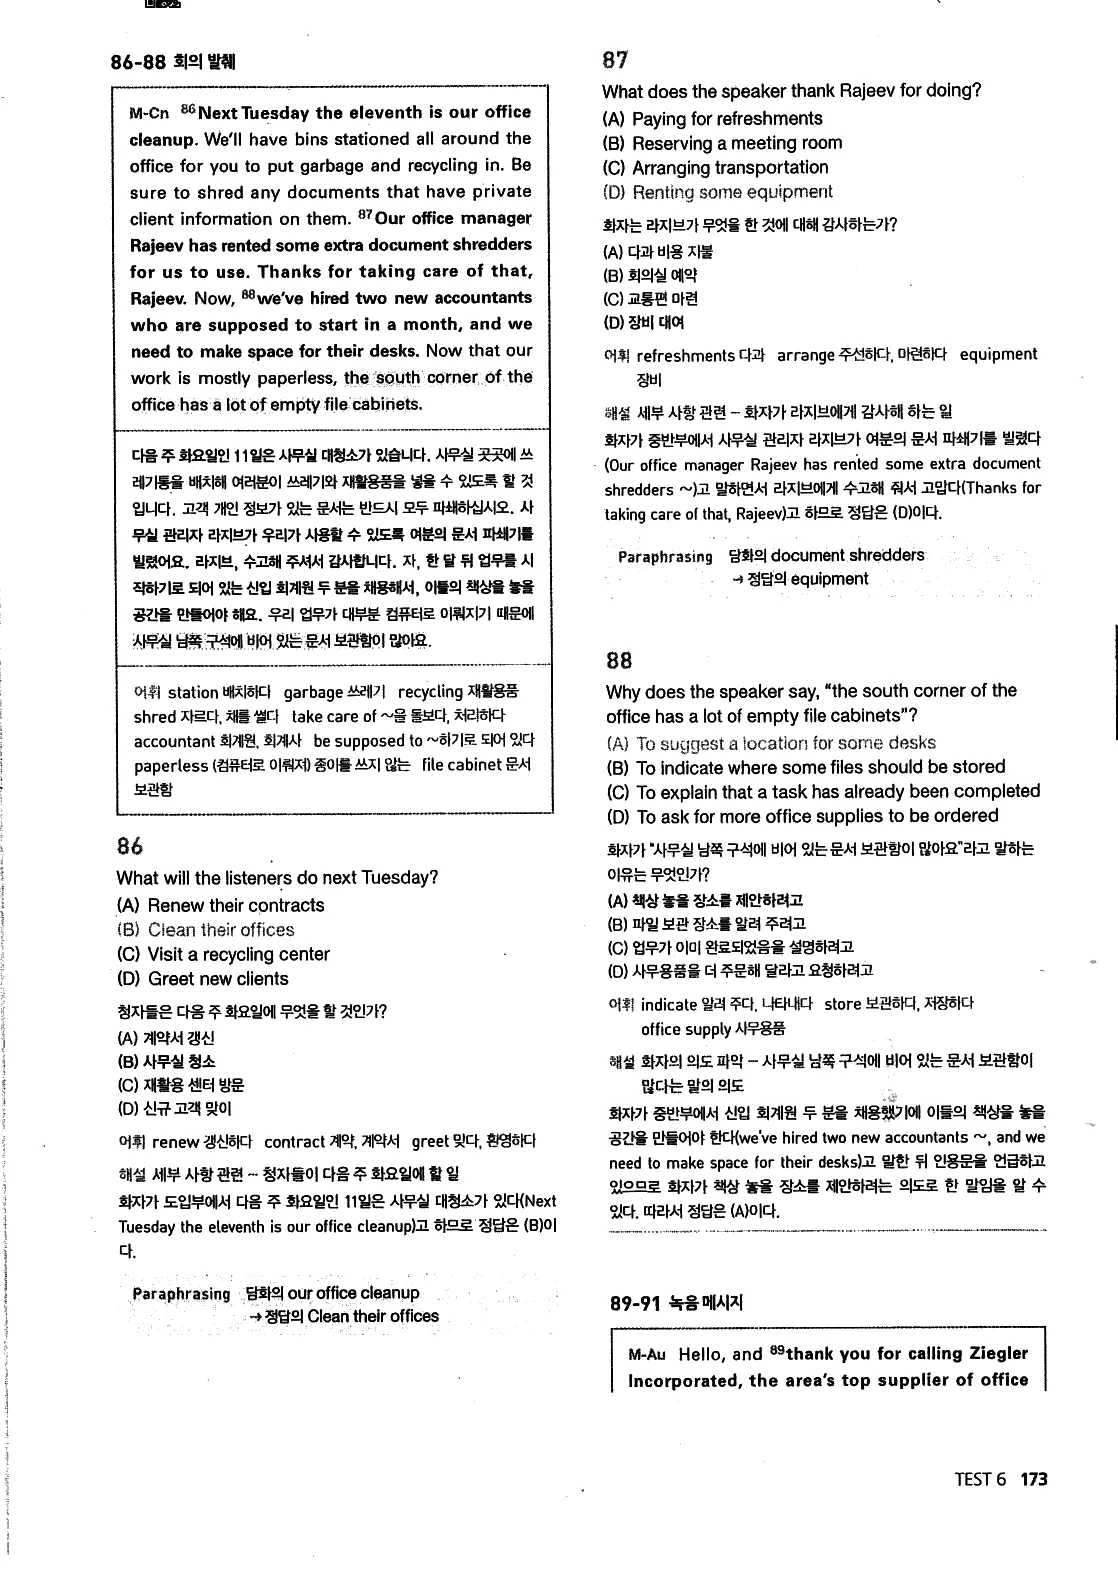 86-88 회의 발췌
M-Cn 86Next Tuesday the eleventh is our office
cleanup. We'll have bins stationed all around the
office for you to put garbage and recycling in. Be
sure to shred any documents that have private
client information on them. 87Our office manager
Rajeev has rented some extra document shredders
for us to use. Thanks for taking care of that,
Rajeev. Now, 88we've hired two new accountants
who are supposed to start in a month, and we
need to make space for their desks. Now that our
work is mostly paperless, the south corner of the
office has a lot of empty file cabinets.
다음 주 화요일인 11일은 사무실 대청소가 있습니다. 사무실 곳곳에 쓰
레기통을 배치해 여러분이 쓰레기와 재활용품을 넣을 수 있도록 할 것
입니다. 고객 개인 정보가 있는 문서는 반드시 모두 파쇄하십시오. 사
무실 관리자 라지브가 우리가 사용할 수 있도록 여분의 문서 파쇄기를
빌렸어요. 라지브, 수고해 주셔서 감사합니다. 자, 한 달 뒤 업무를 시
작하기로 되어 있는 신입 회계원 두 분을 채용해서, 이들의 책상을 놓을
공간을 만들어야 해요. 우리 업무가 대부분 컴퓨터로 이뤄지기 때문에
사무실 남쪽 구석에 비어 있는 문서 보관함이 많아요.
어휘 station 배치하다 garbage 쓰레기 recycling 재활용품
shred 자르다, 채를 썰다 take care of ~을 돌보다, 처리하다
accountant 회계원, 회계사 be supposed to ~하기로 되어 있다
paperless (컴퓨터로 이뤄져) 종이를 쓰지 않는 file cabinet 문서
보관함
86
What will the listeners do next Tuesday?
(A) Renew their contracts
(B) Clean their offices
(C) Visit a recycling center
(D) Greet new clients
청자들은 다음 주 화요일에 무엇을 할 것인가?
(A) 계약서 갱신
(B) 사무실 청소
(C) 재활용 센터 방문
(D) 신규 고객 맞이
어휘 renew 갱신하다 contract 계약, 계약서 greet 맞다, 환영하다
해설 세부 사항 관련 - 청자들이 다음 주 화요일에 할 일
화자가 도입부에서 다음 주 화요일인 11일은 사무실 대청소가 있다(Next
Tuesday the eleventh is our office cleanup)고 하므로 정답은 (B)이
다.
Paraphrasing 담화의 our office cleanup
→ 정답의 Clean their offices
87
What does the speaker thank Rajeev for doing?
(A) Paying for refreshments
(B) Reserving a meeting room
(C) Arranging transportation
(D) Renting some equipment
화자는 라지브가 무엇을 한 것에 대해 감사하는가?
(A) 다과 비용 지불
(B) 회의실 예약
(C) 교통편 마련
(D) 장비 대여
어휘 refreshments 다과 arrange 주선하다, 마련하다 equipment
장비
해설 세부 사항 관련 - 화자가 라지브에게 감사해 하는 일
화자가 중반부에서 사무실 관리자 라지브가 여분의 문서 파쇄기를 빌렸다
(Our office manager Rajeev has rented some extra document
shredders ~)고 말하면서 라지브에게 수고해 줘서 고맙다(Thanks for
taking care of that, Rajeev)고 하므로 정답은 (D)이다.
Paraphrasing 담화의 document shredders
→ 정답의 equipment
88
Why does the speaker say, "the south corner of the
office has a lot of empty file cabinets"?
(A) To suggest a location for some desks
(B) To indicate where some files should be stored
(C) To explain that a task has already been completed
(D) To ask for more office supplies to be ordered
화자가 "사무실 남쪽 구석에 비어 있는 문서 보관함이 많아요"라고 말하는
이유는 무엇인가?
(A) 책상 놓을 장소를 제안하려고
(B) 파일 보관 장소를 알려 주려고
(C) 업무가 이미 완료되었음을 설명하려고
(D) 사무용품을 더 주문해 달라고 요청하려고
어휘 indicate 알려 주다, 나타내다 store 보관하다, 저장하다
office supply 사무용품
해설 화자의 의도 파악 - 사무실 남쪽 구석에 비어 있는 문서 보관함이
많다는 말의 의도
화자가 중반부에서 신입 회계원 두 분을 채용했기에 이들의 책상을 놓을
공간을 만들어야 한다(we've hired two new accountants ~, and we
need to make space for their desks)고 말한 뒤 인용문을 언급하고
있으므로 화자가 책상 놓을 장소를 제안하려는 의도로 한 말임을 알 수
있다. 따라서 정답은 (A)이다.
89-91 녹음 메시지
M-Au Hello, and 89thank you for calling Ziegler
Incorporated, the area's top supplier of office
TEST 6 173